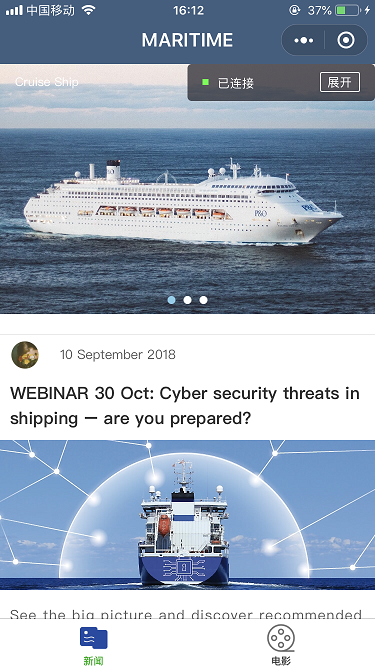 中国移动 16:12 37%
MARITIME
Cruise Ship
已连接 展开
P&O
P&O
10 September 2018
WEBINAR 30 Oct: Cyber security threats in
shipping — are you prepared?
See the big picture and discover recommended
新闻 电影